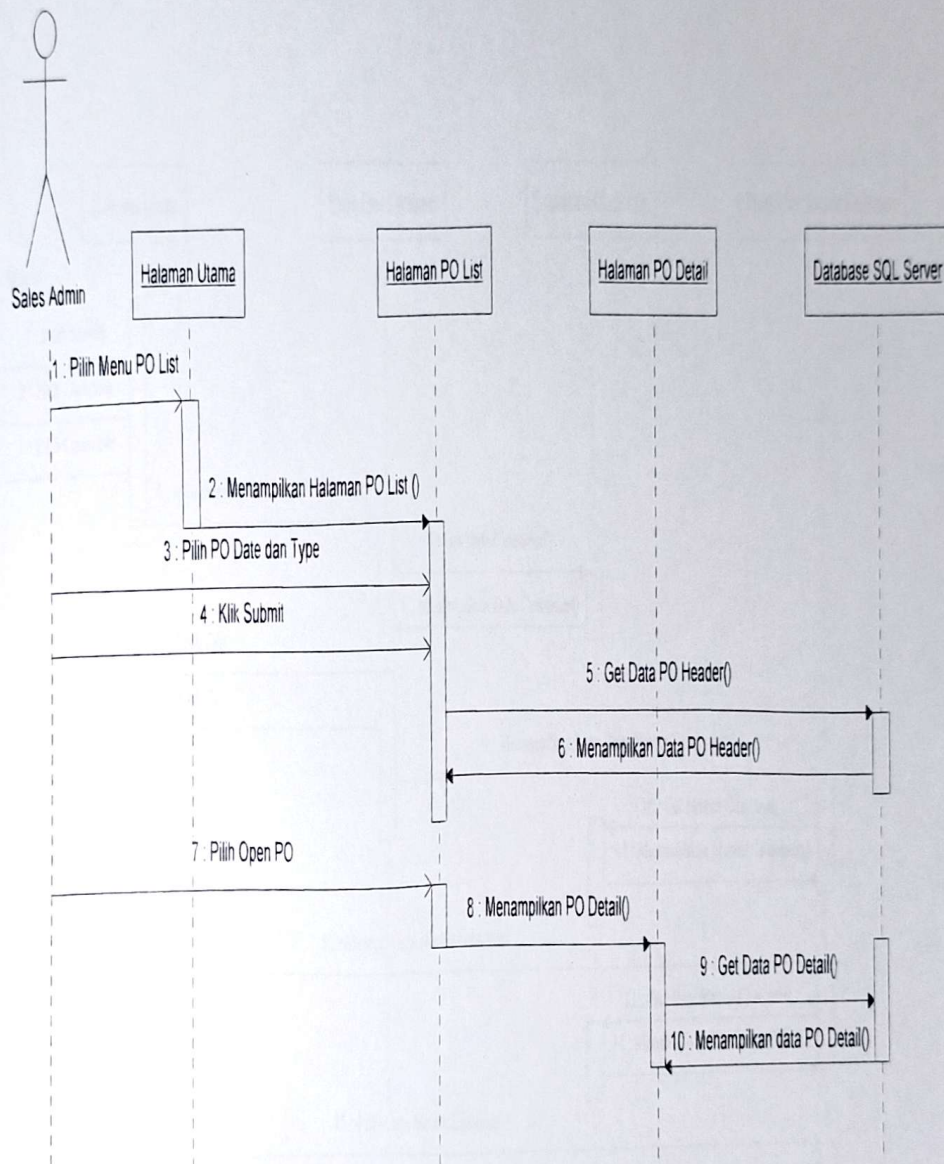 Sales Admin
Halaman Utama
Halaman PO List
Halaman PO Detail
Database SQL Server
1 : Pilih Menu PO List
2 : Menampilkan Halaman PO List ()
3 : Pilih PO Date dan Type
4 : Klik Submit
5 : Get Data PO Header()
6 : Menampilkan Data PO Header()
7 : Pilih Open PO
8 : Menampilkan PO Detail()
9 : Get Data PO Detail()
10 : Menampilkan data PO Detail()